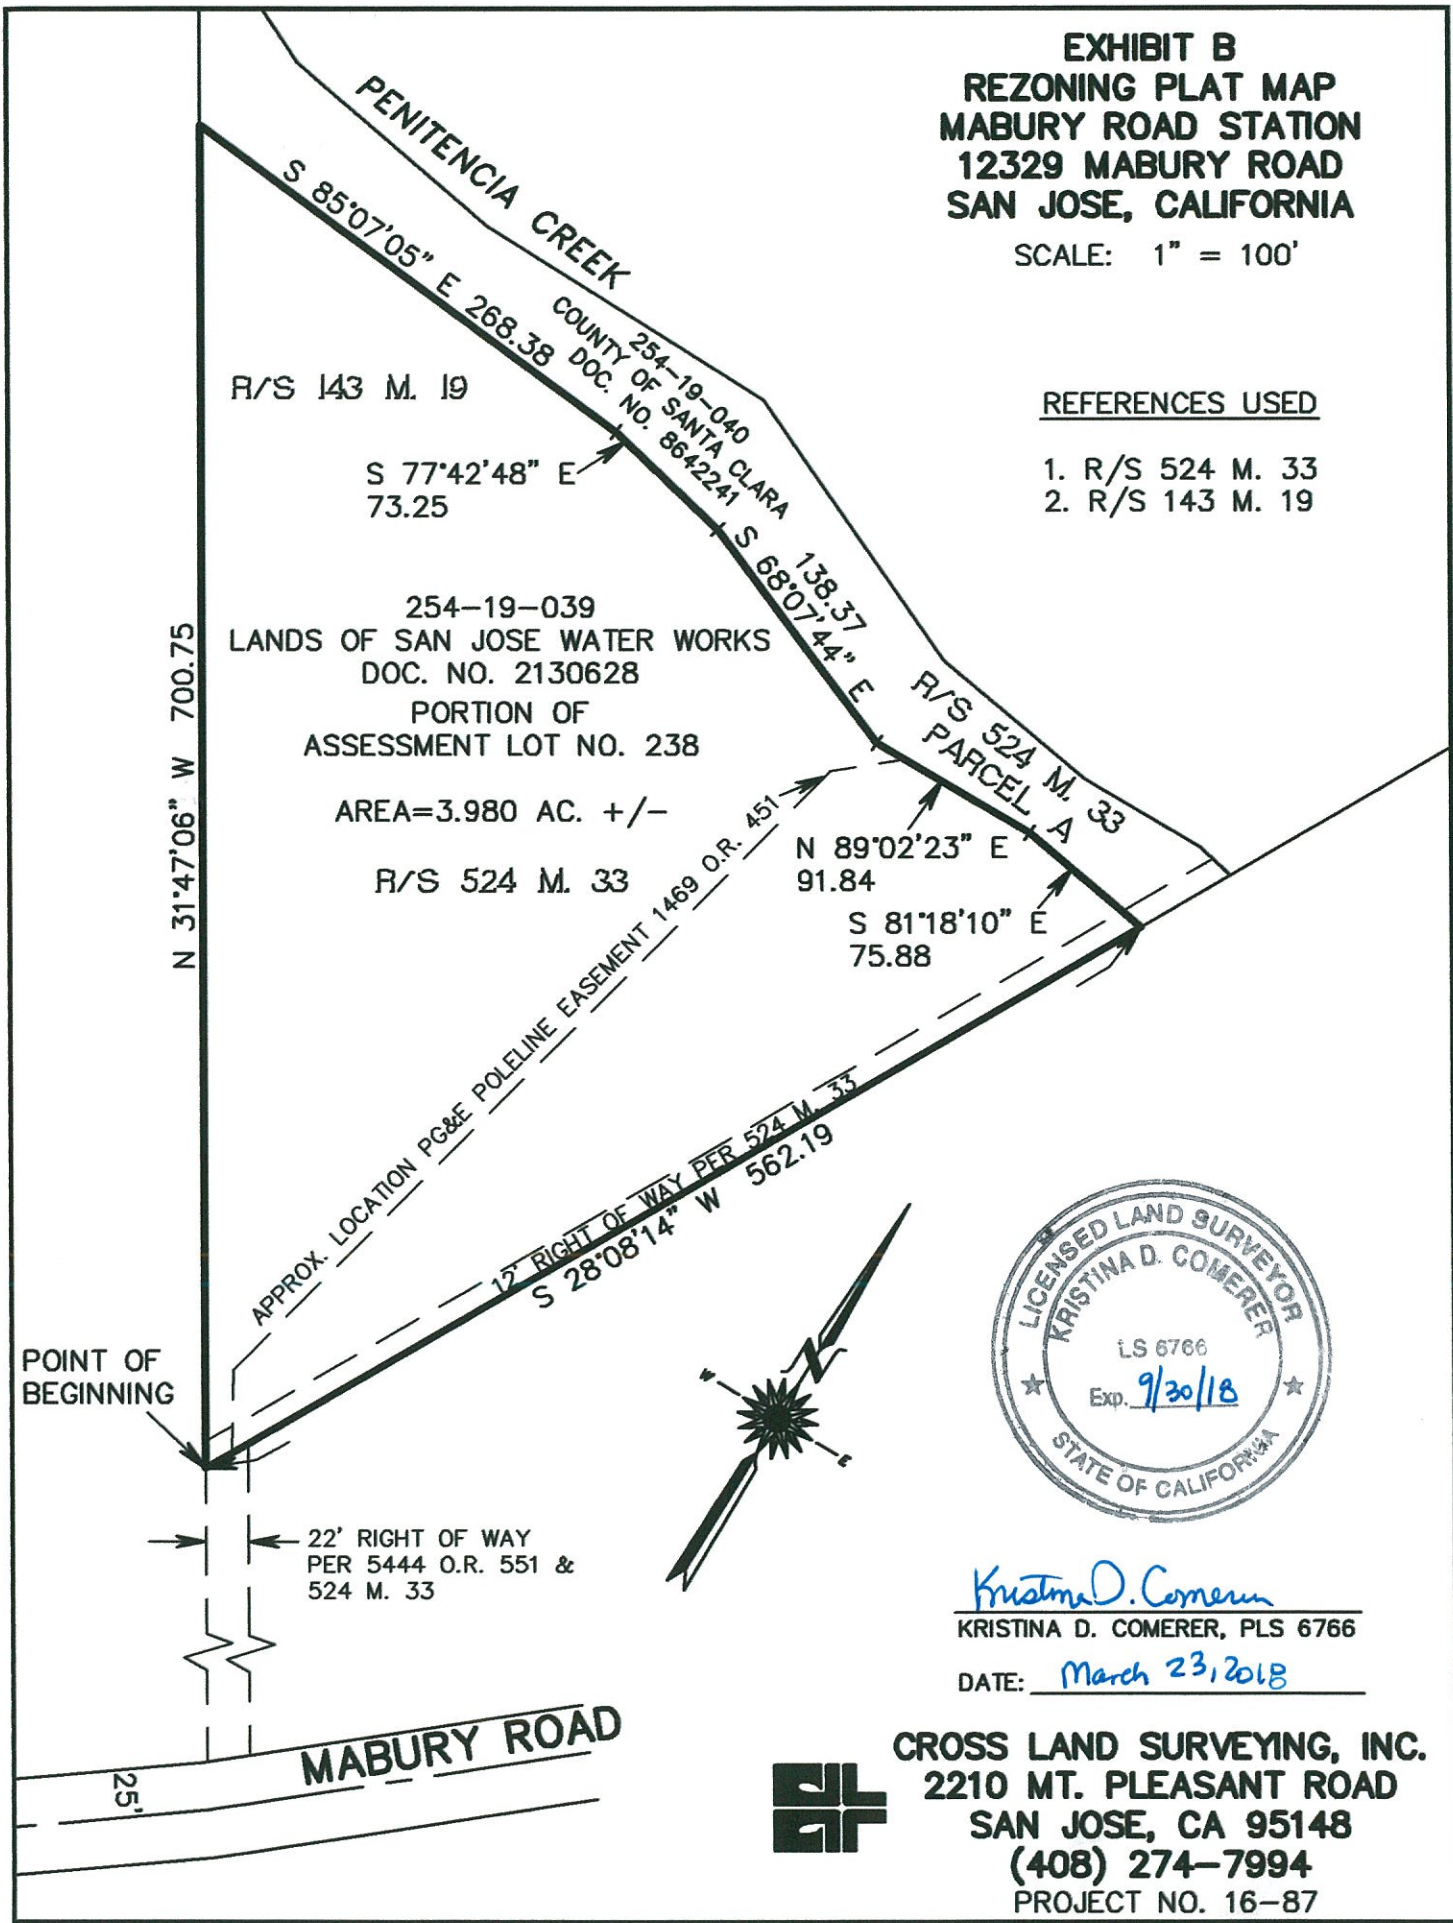 EXHIBIT B
REZONING PLAT MAP
MABURY ROAD STATION
12329 MABURY ROAD
SAN JOSE, CALIFORNIA
SCALE: 1" = 100'
PENITENCIA CREEK
S 85°07'05" E 268.38
254-19-040
COUNTY OF SANTA CLARA
DOC. NO. 8642241
R/S 143 M. 19
REFERENCES USED
1. R/S 524 M. 33
2. R/S 143 M. 19
S 77°42'48" E
73.25
138.37
S 68°07'44" E
254-19-039
LANDS OF SAN JOSE WATER WORKS
DOC. NO. 2130628
PORTION OF
ASSESSMENT LOT NO. 238
AREA=3.980 AC. +/-
R/S 524 M. 33
N 31°47'06" W 700.75
R/S 524 M. 33
PARCEL A
N 89°02'23" E
91.84
S 81°18'10" E
75.88
APPROX. LOCATION PG&E POLELINE EASEMENT 1469 O.R. 451
12' RIGHT OF WAY PER 524 M. 33
S 28°08'14" W 562.19
POINT OF
BEGINNING
N
W
E
22' RIGHT OF WAY
PER 5444 O.R. 551 &
524 M. 33
MABURY ROAD
25'
LICENSED LAND SURVEYOR
KRISTINA D. COMERER
LS 6766
Exp. 9/30/18
STATE OF CALIFORNIA
Kristina D. Comerer
KRISTINA D. COMERER, PLS 6766
DATE: March 23, 2018
CROSS LAND SURVEYING, INC.
2210 MT. PLEASANT ROAD
SAN JOSE, CA 95148
(408) 274-7994
PROJECT NO. 16-87